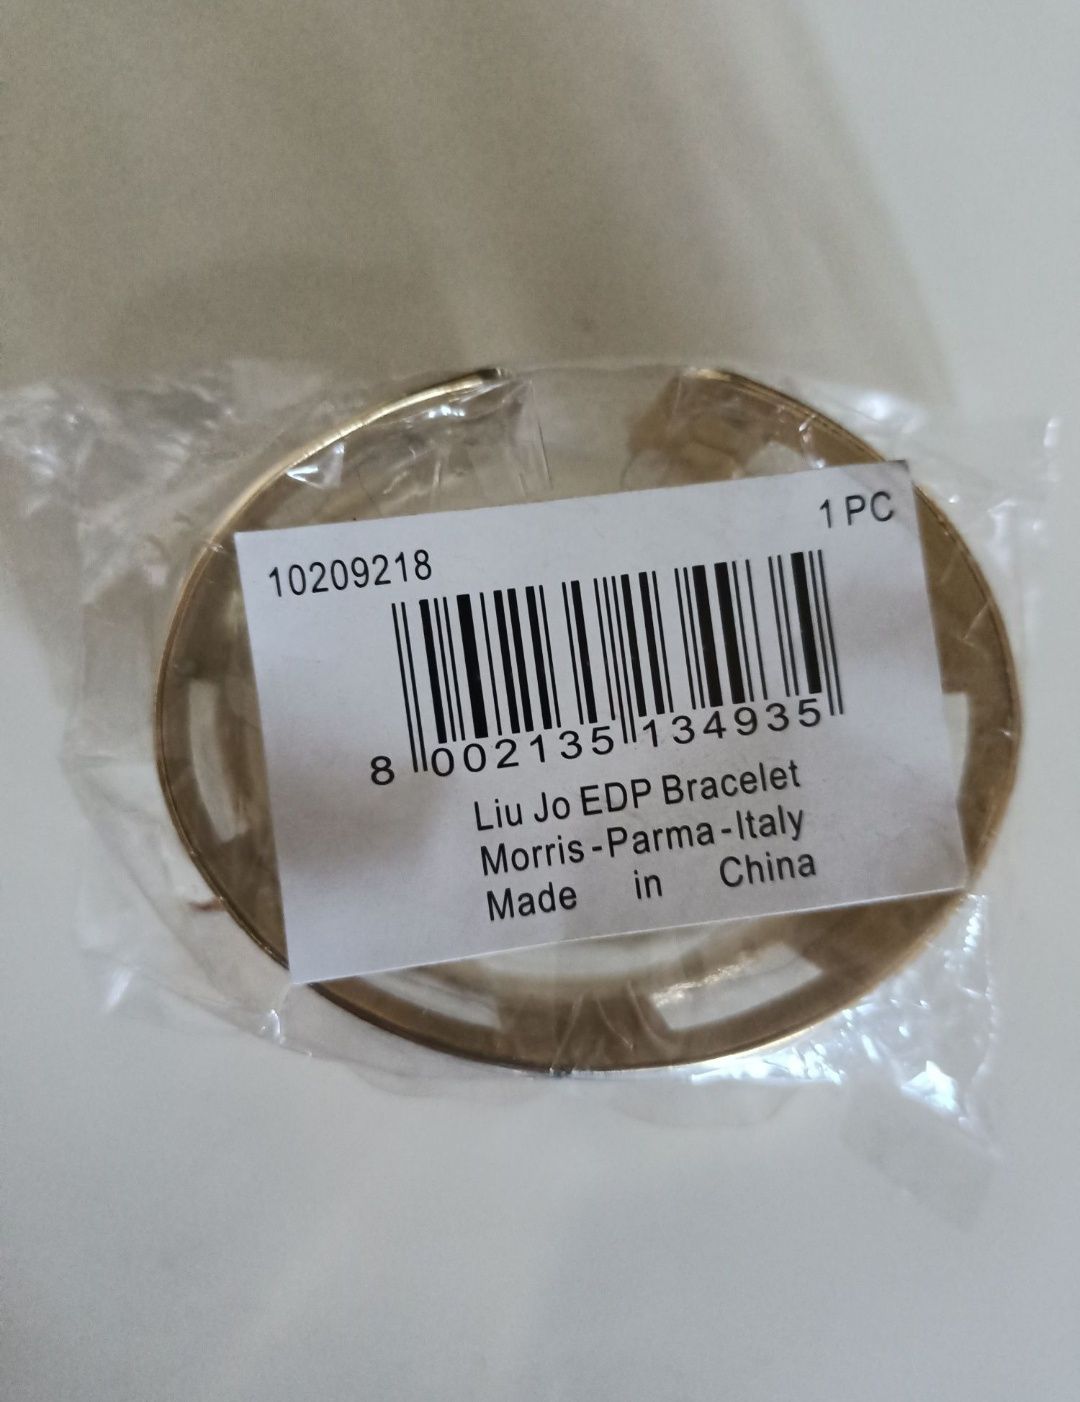 10209218 1 PC
8 002135 134935
Liu Jo EDP Bracelet
Morris-Parma-Italy
Made in China